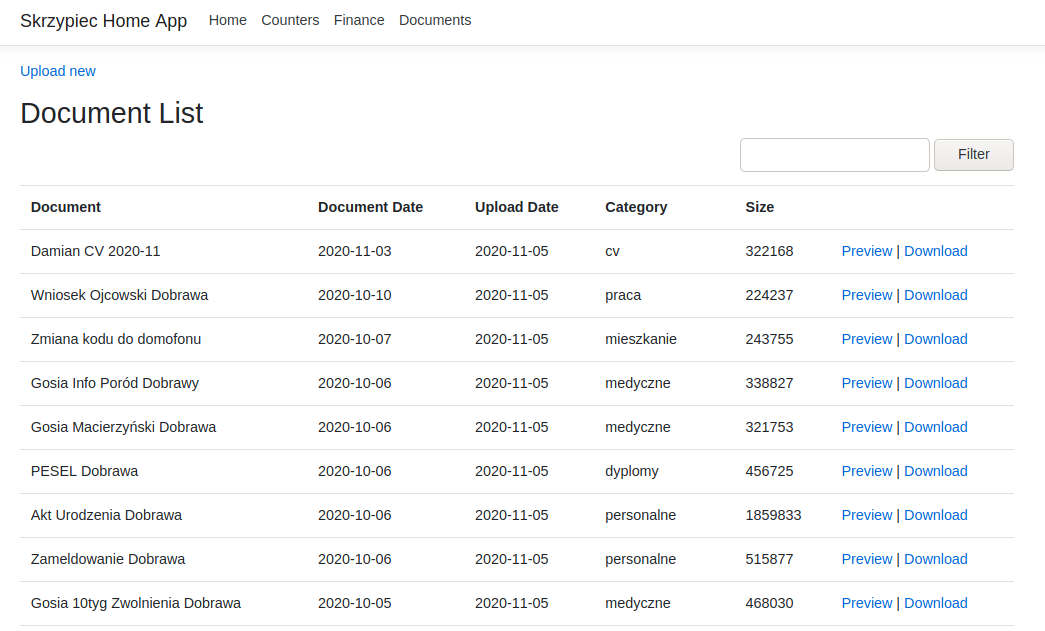 Skrzypiec Home App Home Counters Finance Documents
Upload new
Document List
Filter
Document Document Date Upload Date Category Size
Damian CV 2020-11 2020-11-03 2020-11-05 cv 322168 Preview | Download
Wniosek Ojcowski Dobrawa 2020-10-10 2020-11-05 praca 224237 Preview | Download
Zmiana kodu do domofonu 2020-10-07 2020-11-05 mieszkanie 243755 Preview | Download
Gosia Info Poród Dobrawy 2020-10-06 2020-11-05 medyczne 338827 Preview | Download
Gosia Macierzyński Dobrawa 2020-10-06 2020-11-05 medyczne 321753 Preview | Download
PESEL Dobrawa 2020-10-06 2020-11-05 dyplomy 456725 Preview | Download
Akt Urodzenia Dobrawa 2020-10-06 2020-11-05 personalne 1859833 Preview | Download
Zameldowanie Dobrawa 2020-10-06 2020-11-05 personalne 515877 Preview | Download
Gosia 10tyg Zwolnienia Dobrawa 2020-10-05 2020-11-05 medyczne 468030 Preview | Download